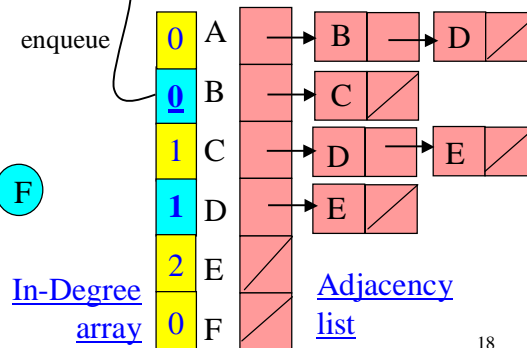 enqueue 0 A B D
0 B C
1 C D E
F 1 D E
2 E
In-Degree array 0 F Adjacency list
18